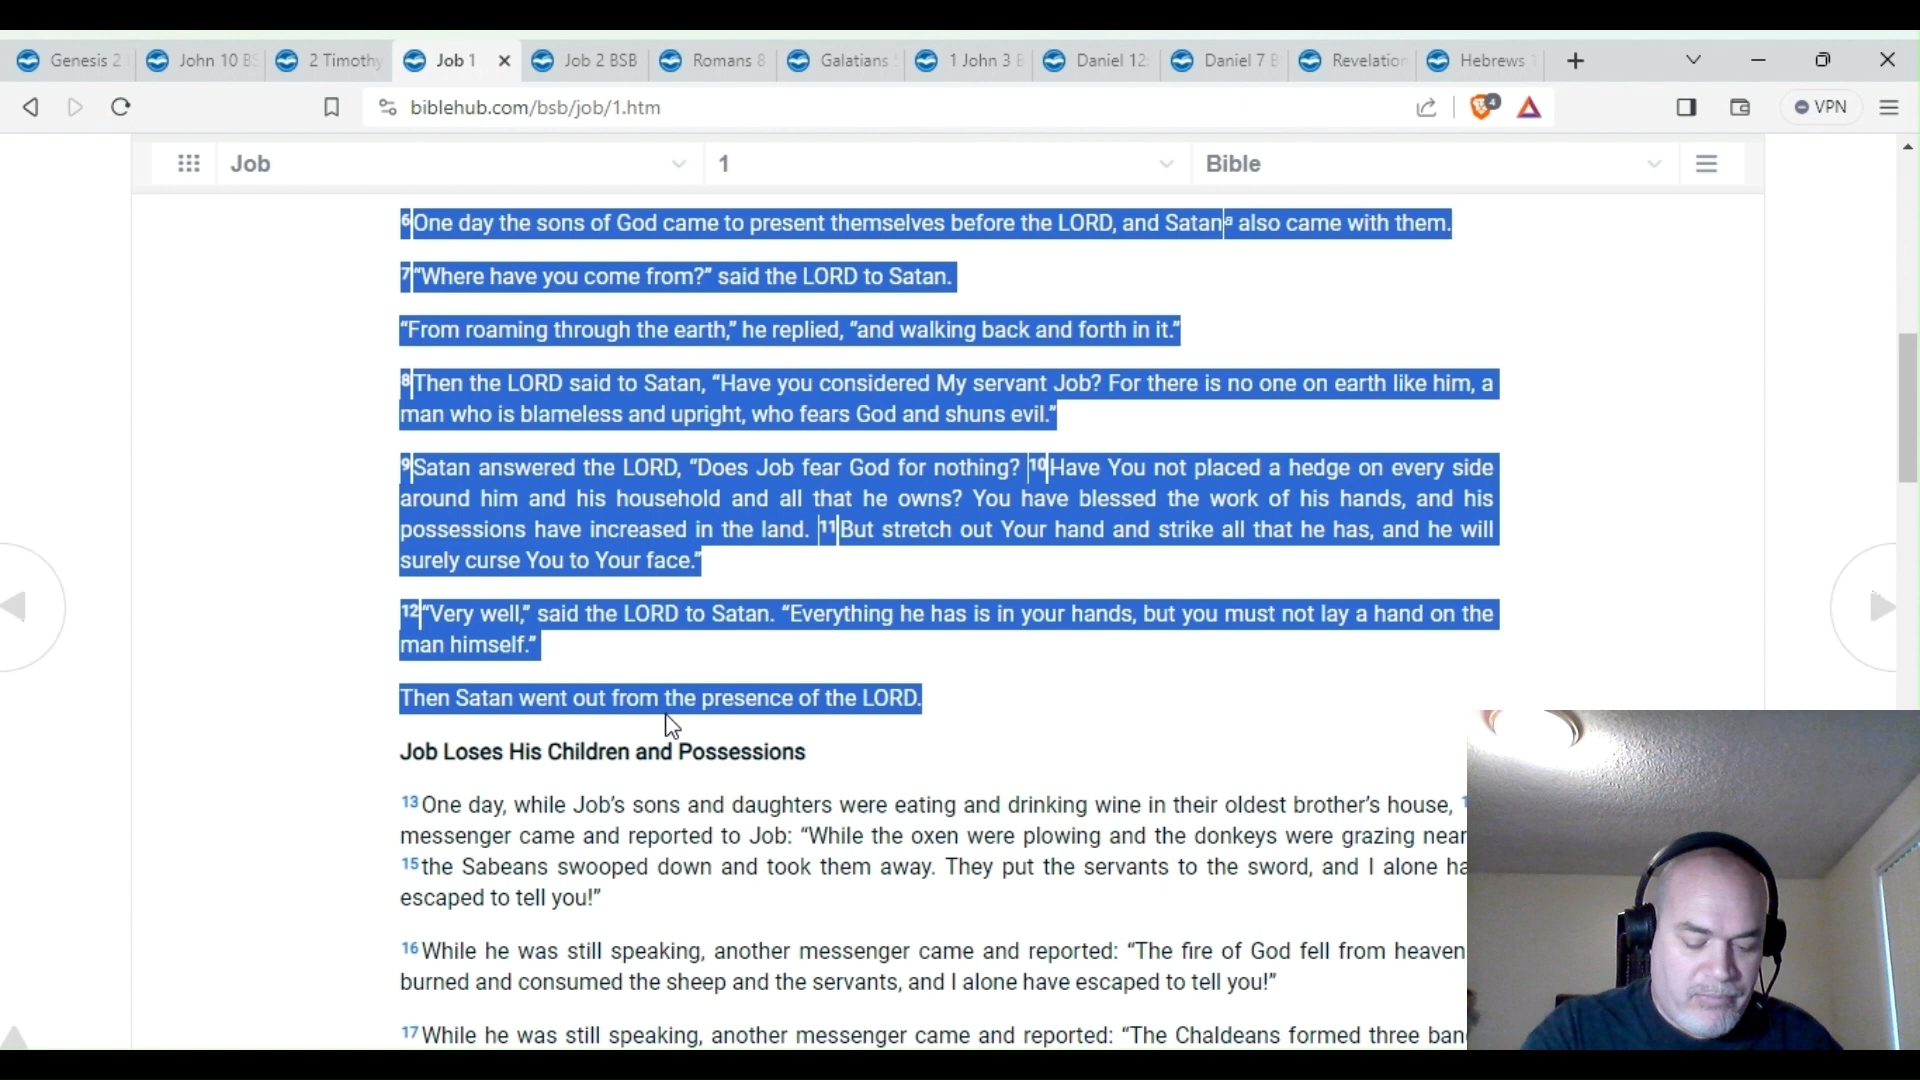 Genesis 2
John 10 BS
2 Timothy
Job 1
Job 2 BSB
Romans 8
Galatians
1 John 3 B
Daniel 12:
Daniel 7 B
Revelation
Hebrews 1
biblehub.com/bsb/job/1.htm
4
VPN
Job
1
Bible
6One day the sons of God came to present themselves before the LORD, and Satana also came with them.
7“Where have you come from?” said the LORD to Satan.
“From roaming through the earth,” he replied, “and walking back and forth in it.”
8Then the LORD said to Satan, “Have you considered My servant Job? For there is no one on earth like him, a
man who is blameless and upright, who fears God and shuns evil.”
9Satan answered the LORD, “Does Job fear God for nothing? 10Have You not placed a hedge on every side
around him and his household and all that he owns? You have blessed the work of his hands, and his
possessions have increased in the land. 11But stretch out Your hand and strike all that he has, and he will
surely curse You to Your face.”
12“Very well,” said the LORD to Satan. “Everything he has is in your hands, but you must not lay a hand on the
man himself.”
Then Satan went out from the presence of the LORD.
Job Loses His Children and Possessions
13One day, while Job’s sons and daughters were eating and drinking wine in their oldest brother’s house, 1
messenger came and reported to Job: “While the oxen were plowing and the donkeys were grazing near
15the Sabeans swooped down and took them away. They put the servants to the sword, and I alone ha
escaped to tell you!”
16While he was still speaking, another messenger came and reported: “The fire of God fell from heaven
burned and consumed the sheep and the servants, and I alone have escaped to tell you!”
17While he was still speaking, another messenger came and reported: “The Chaldeans formed three ban